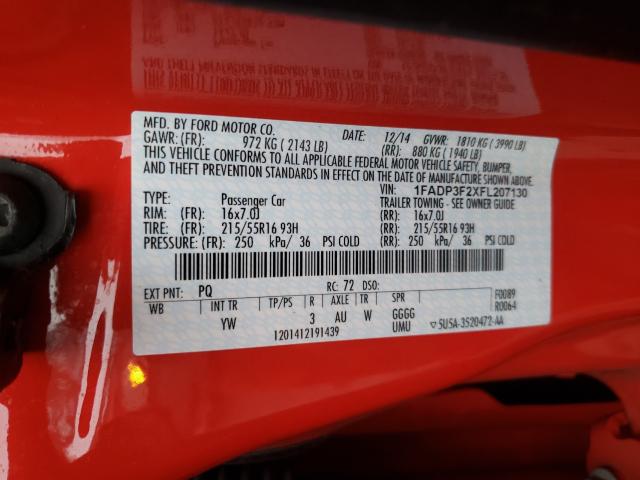 MFD. BY FORD MOTOR CO. DATE: 12/14 GVWR: 1810 KG ( 3990 LB)
GAWR: (FR): 972 KG ( 2143 LB) (RR): 880 KG ( 1940 LB)
THIS VEHICLE CONFORMS TO ALL APPLICABLE FEDERAL MOTOR VEHICLE SAFETY, BUMPER,
AND THEFT PREVENTION STANDARDS IN EFFECT ON THE DATE OF MANUFACTURE SHOWN ABOVE.
VIN: 1FADP3F2XFL207130
TYPE: Passenger Car TRAILER TOWING - SEE OWNER GUIDE
RIM: (FR): 16x7.0J (RR): 16x7.0J
TIRE: (FR): 215/55R16 93H (RR): 215/55R16 93H
PRESSURE: (FR): 250 kPa/ 36 PSI COLD (RR): 250 kPa/ 36 PSI COLD
EXT PNT: PQ RC: 72 DSO: F0089
WB INT TR TP/PS R AXLE TR SPR R0064
YW 3 AU W GGGG
1201412191439 UMU ▽5U5A-3520472-AA